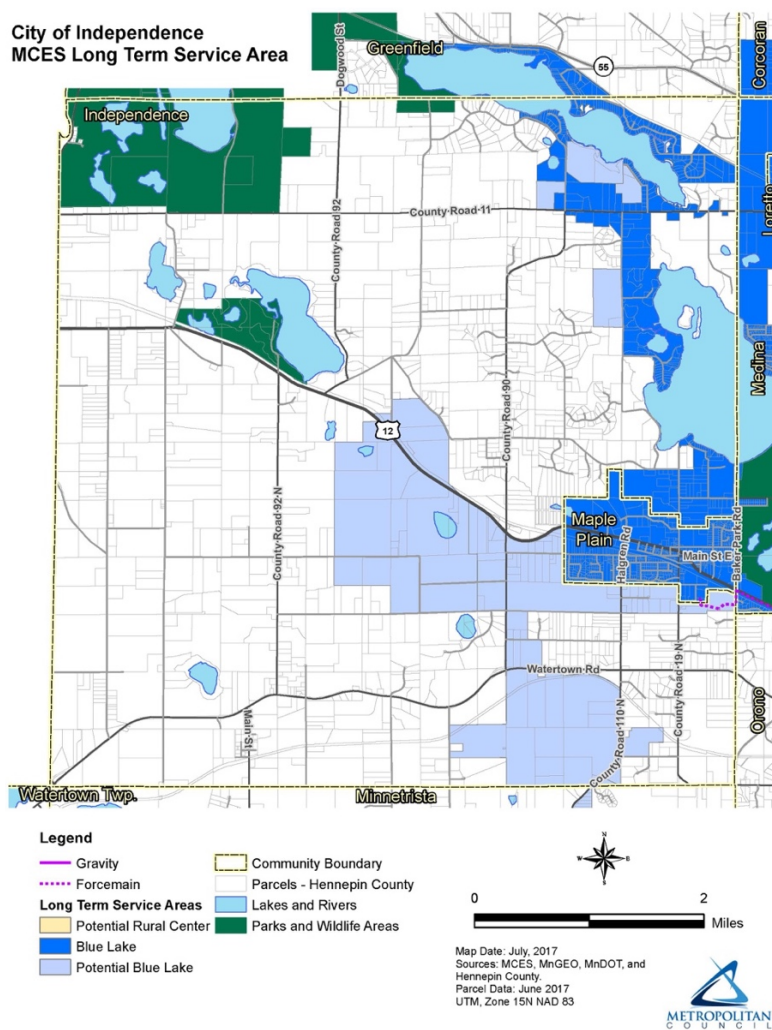 City of Independence
MCES Long Term Service Area
Greenfield
Dogwood St
55
Corcoran
Independence
County Road 92
County Road 11
Loretto
Medina
12
County Road 90
County Road 92 N
Maple
Plain
Halgren Rd
Main St E
Baker Park Rd
Watertown Rd
County Road 19 N
County Road 110 N
Main St
Orono
Watertown Twp.
Minnetrista
Legend
Gravity
Forcemain
Long Term Service Areas
Potential Rural Center
Blue Lake
Potential Blue Lake
Community Boundary
Parcels - Hennepin County
Lakes and Rivers
Parks and Wildlife Areas
N
W
E
S
0
2
Miles
Map Date: July, 2017
Sources: MCES, MnGEO, MnDOT, and
Hennepin County.
Parcel Data: June 2017
UTM, Zone 15N NAD 83
METROPOLITAN
COUNCIL